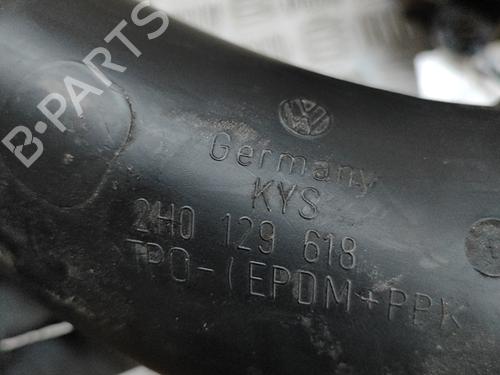 B-PARTS
Germany
KYS
2H0 129 618
TPO-(EPDM+PP)K